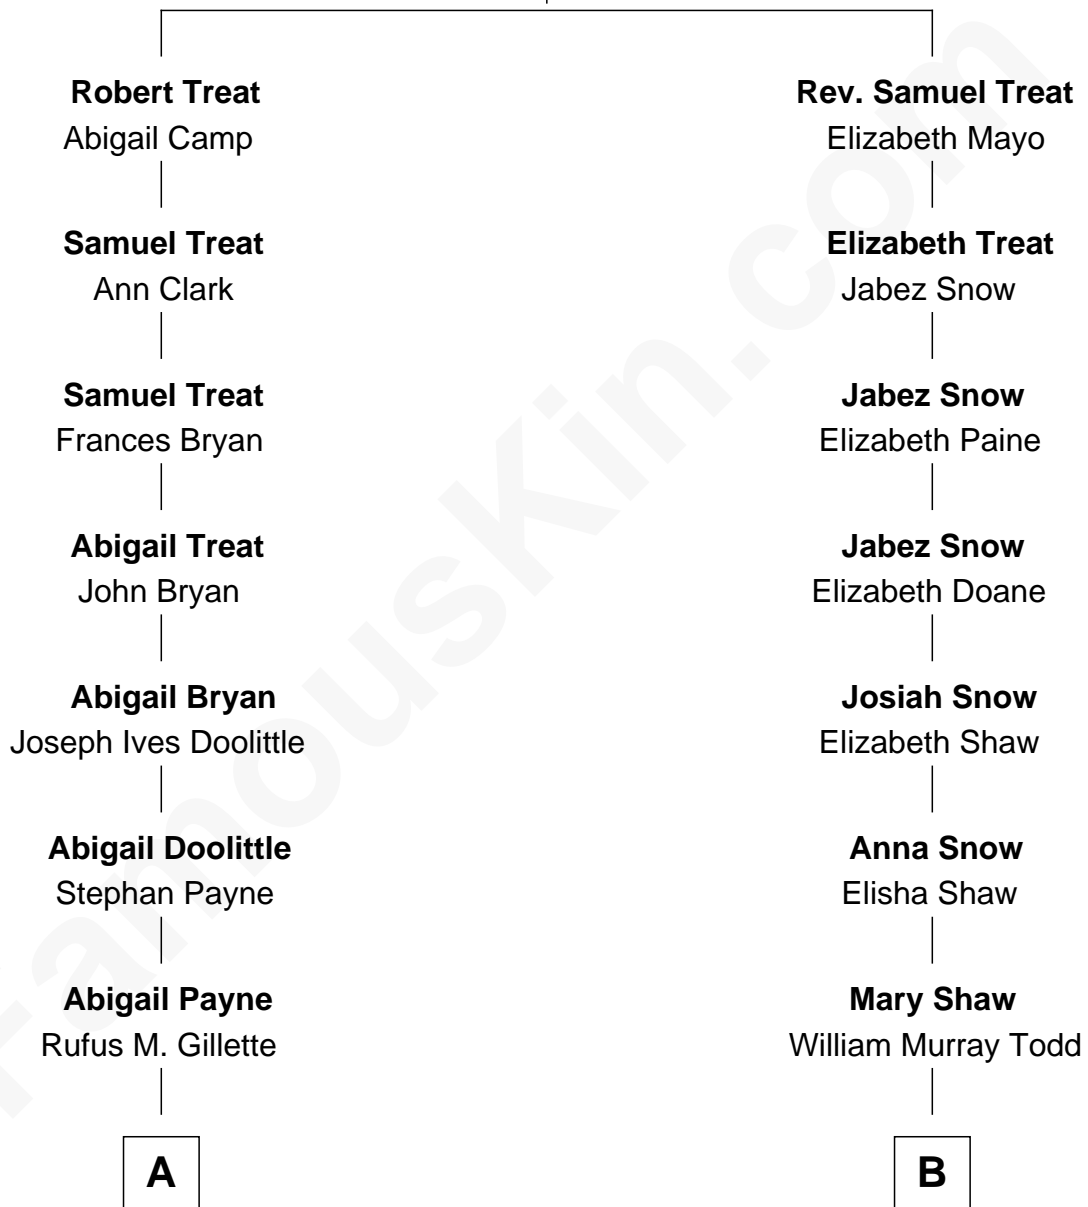 Robert Treat
Abigail Camp
Samuel Treat
Ann Clark
Samuel Treat
Frances Bryan
Abigail Treat
John Bryan
Abigail Bryan
Joseph Ives Doolittle
Abigail Doolittle
Stephan Payne
Abigail Payne
Rufus M. Gillette
A
Rev. Samuel Treat
Elizabeth Mayo
Elizabeth Treat
Jabez Snow
Jabez Snow
Elizabeth Paine
Jabez Snow
Elizabeth Doane
Josiah Snow
Elizabeth Shaw
Anna Snow
Elisha Shaw
Mary Shaw
William Murray Todd
B
FamousKin.com